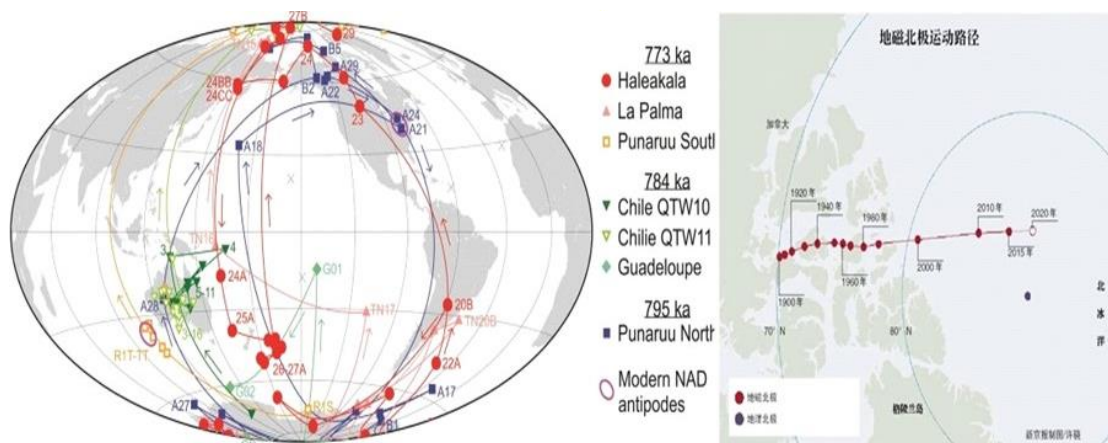 27B
29
24
B5
A29
B2
A22
24BB
24CC
23
A24
A21
A18
TN16
3
4
24A
G01
A28
5-11
3-16
20B
TN17
TN20B
25A
R1T-TT
22A
26-27A
G02
A17
A27
R1S
B1
773 ka
Haleakala
La Palma
Punaruu Soutl
784 ka
Chile QTW10
Chilie QTW11
Guadeloupe
795 ka
Punaruu North
Modern NAD
antipodes
地磁北极运动路径
加拿大
1920年
1940年
1980年
2010年
2020年
1960年
2000年
2015年
1900年
70° N
80° N
北冰洋
格陵兰岛
地磁北极
地理北极